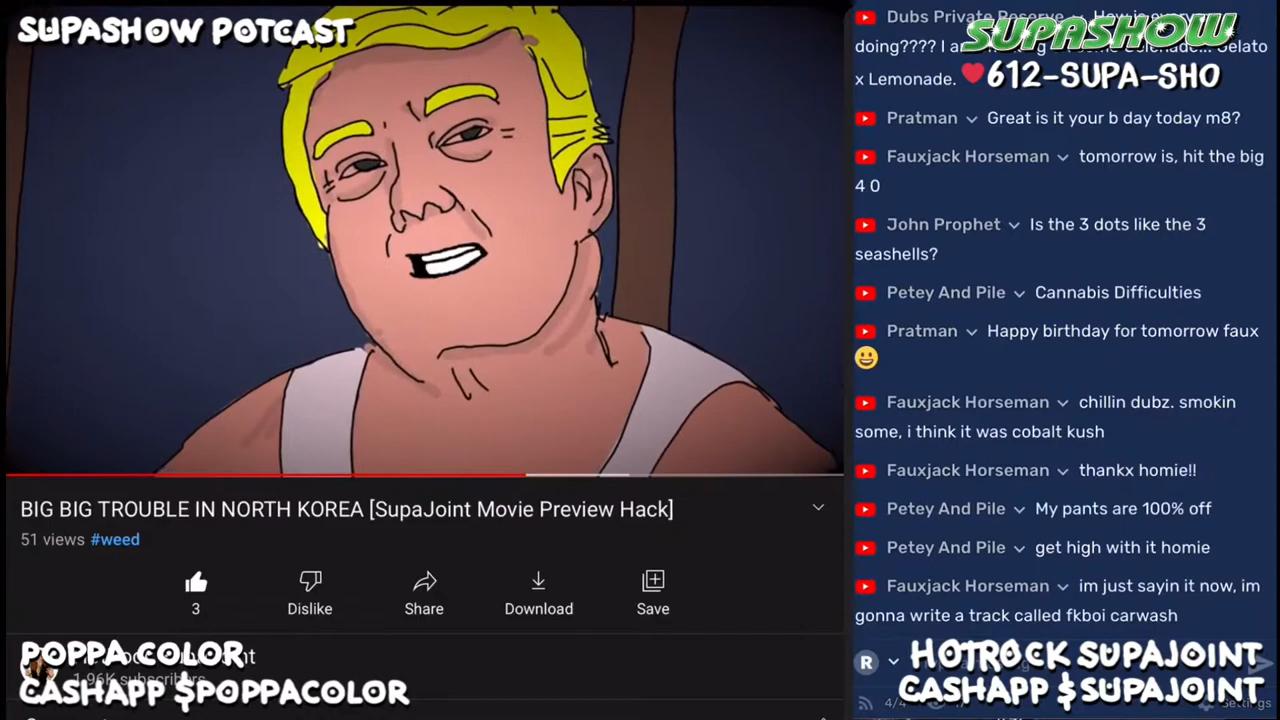 SUPASHOW POTCAST
BIG BIG TROUBLE IN NORTH KOREA [SupaJoint Movie Preview Hack]
51 views #weed
3
Dislike
Share
Download
Save
1.96K subscribers
POPPA COLOR
CASHAPP $POPPACOLOR
SUPASHOW
612-SUPA-SHO
Dubs Private Reserve
doing???? I
x Lemonade.
Pratman Great is it your b day today m8?
Fauxjack Horseman tomorrow is, hit the big
4 0
John Prophet Is the 3 dots like the 3
seashells?
Petey And Pile Cannabis Difficulties
Pratman Happy birthday for tomorrow faux
😀
Fauxjack Horseman chillin dubz. smokin
some, i think it was cobalt kush
Fauxjack Horseman thankx homie!!
Petey And Pile My pants are 100% off
Petey And Pile get high with it homie
Fauxjack Horseman im just sayin it now, im
gonna write a track called fkboi carwash
R
HOTROCK SUPAJOINT
CASHAPP $SUPAJOINT
4/4
Settings